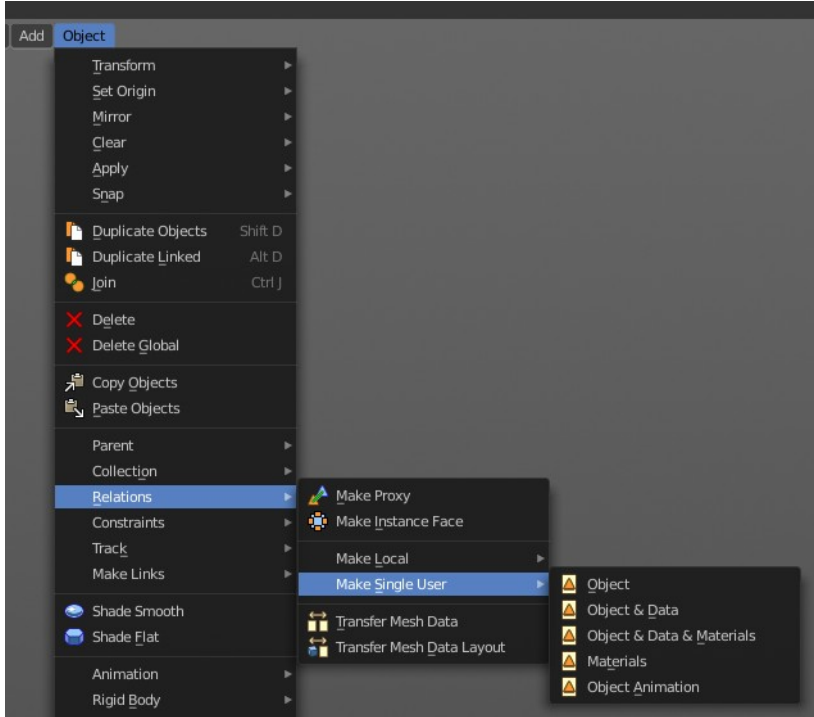 Add Object
Transform
Set Origin
Mirror
Clear
Apply
Snap
Duplicate Objects Shift D
Duplicate Linked Alt D
Join Ctrl J
Delete
Delete Global
Copy Objects
Paste Objects
Parent
Collection
Relations
Constraints
Track
Make Links
Shade Smooth
Shade Flat
Animation
Rigid Body
Make Proxy
Make Instance Face
Make Local
Make Single User
Transfer Mesh Data
Transfer Mesh Data Layout
Object
Object & Data
Object & Data & Materials
Materials
Object Animation